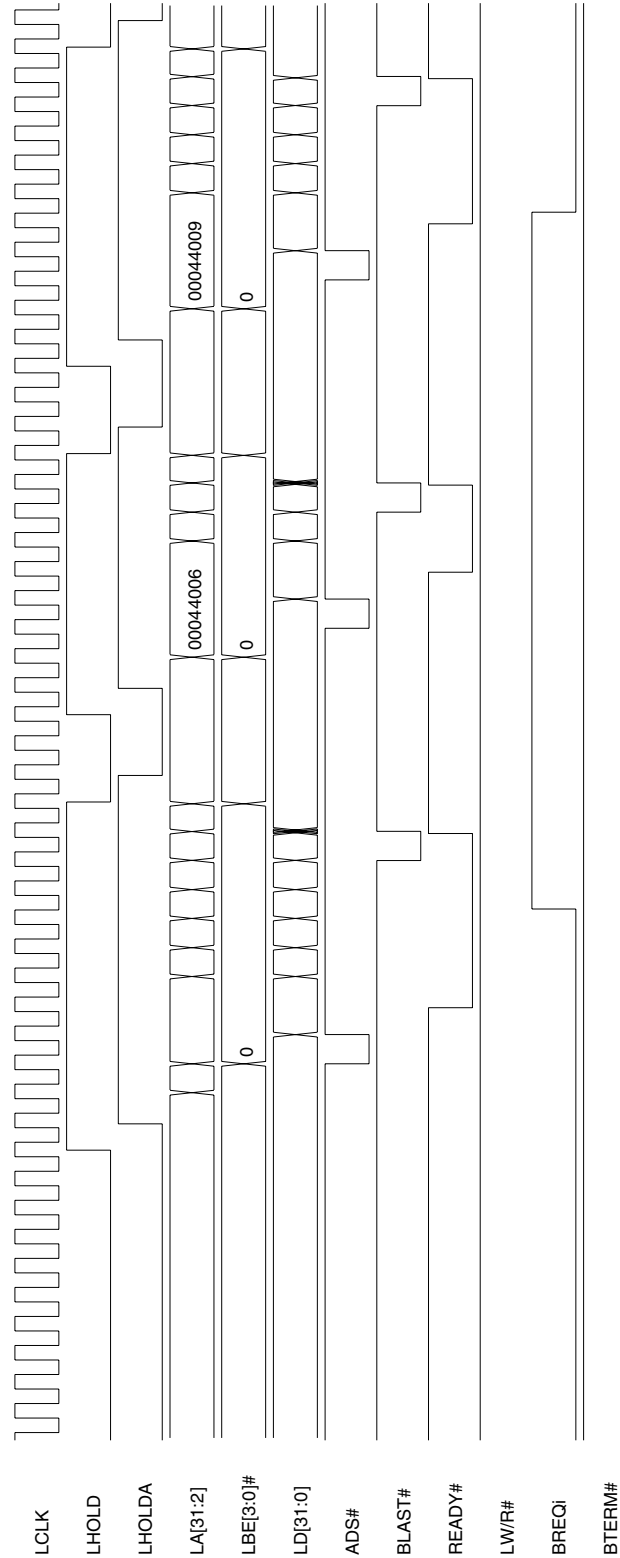 LCLK
LHOLD
LHOLDA
LA[31:2]
00044006
00044009
LBE[3:0]#
0
0
0
LD[31:0]
ADS#
BLAST#
READY#
LW/R#
BREQi
BTERM#